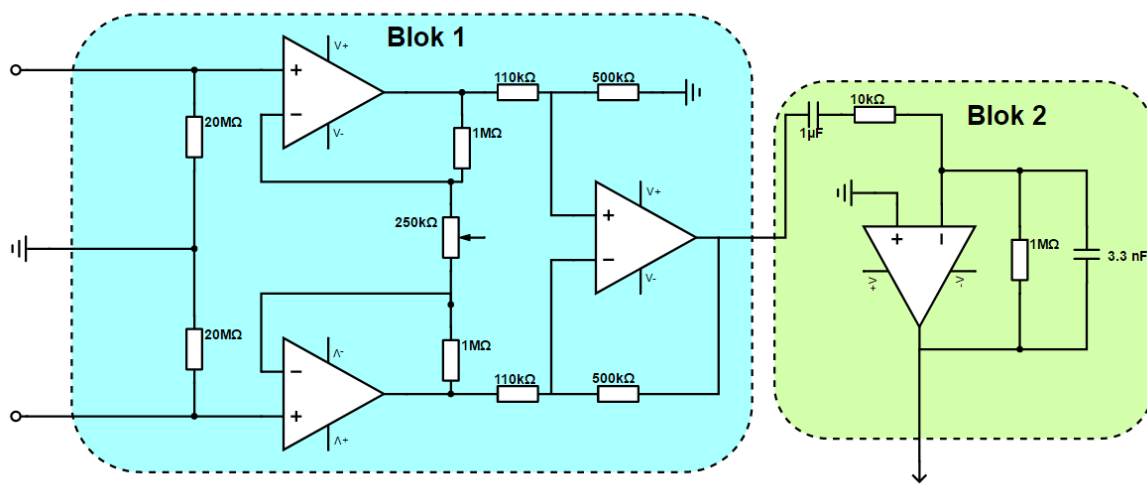 Blok 1
V+
V-
20MΩ
110kΩ
500kΩ
1MΩ
250kΩ
V+
V-
20MΩ
1MΩ
V-
V+
110kΩ
500kΩ
Blok 2
10kΩ
1µF
+V
-V
1MΩ
3.3 nF